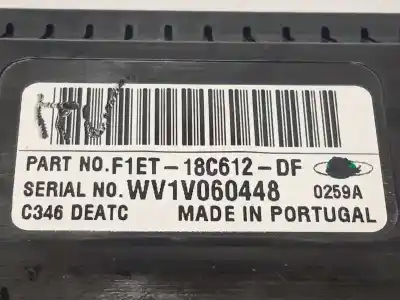 PART NO. F1ET-18C612-DF
SERIAL NO. WV1V060448 0259A
C346 DEATC MADE IN PORTUGAL